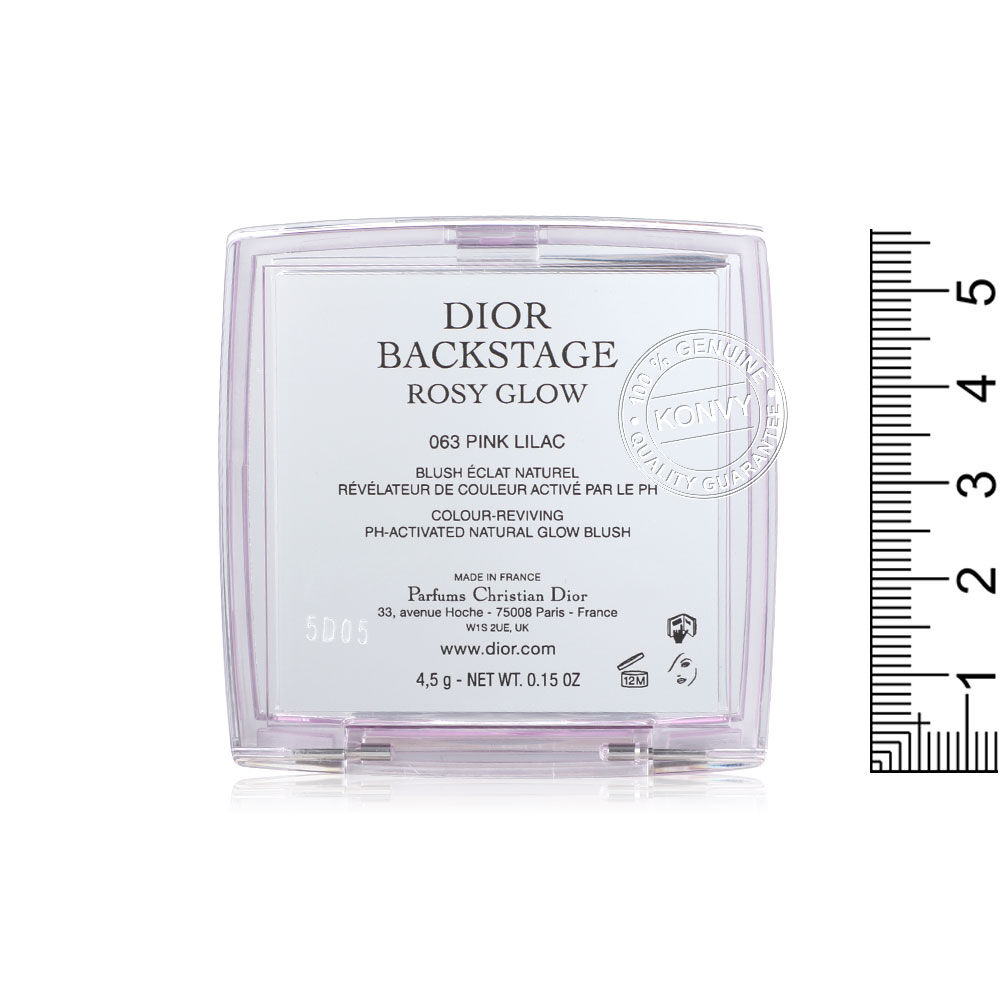 DIOR
BACKSTAGE
ROSY GLOW
063 PINK LILAC
BLUSH ÉCLAT NATUREL
RÉVÉLATEUR DE COULEUR ACTIVÉ PAR LE PH
COLOUR-REVIVING
PH-ACTIVATED NATURAL GLOW BLUSH
MADE IN FRANCE
Parfums Christian Dior
33, avenue Hoche - 75008 Paris - France
W1S 2UE, UK
www.dior.com
4,5 g - NET WT. 0.15 OZ
5D05
12M
100% GENUINE
KONVY
QUALITY GUARANTEE
5
4
3
2
1